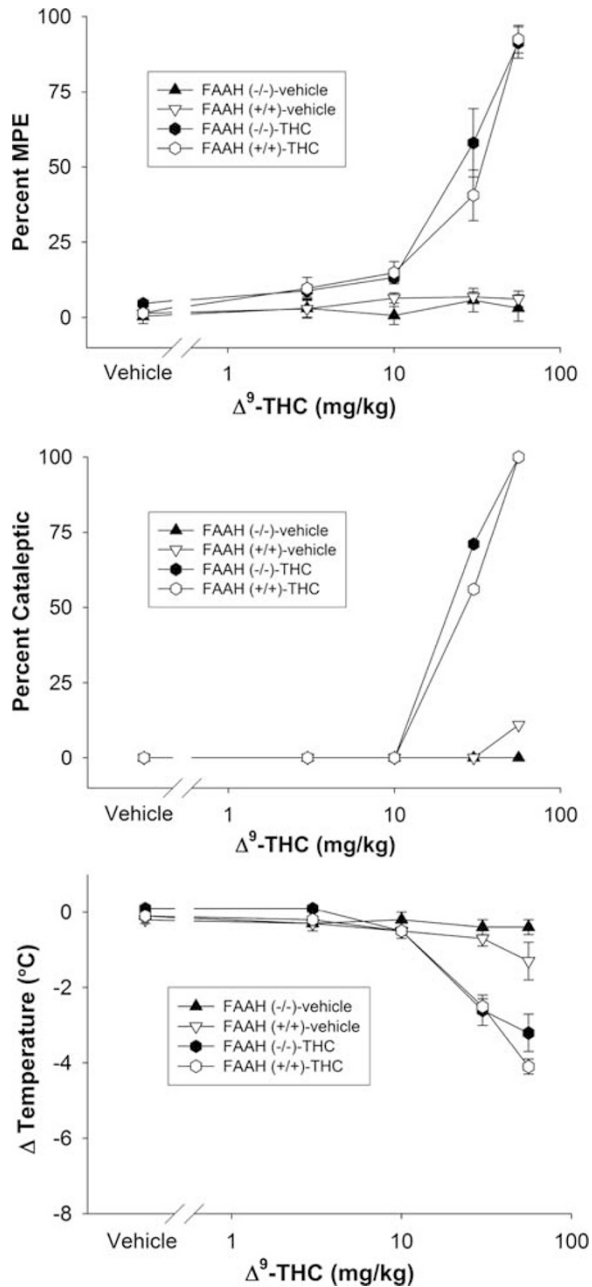 100
75
50
25
0
Percent MPE
FAAH (-/-)-vehicle
FAAH (+/+)-vehicle
FAAH (-/-)-THC
FAAH (+/+)-THC
Vehicle 1 10 100
Δ⁹-THC (mg/kg)
100
75
50
25
0
Percent Cataleptic
FAAH (-/-)-vehicle
FAAH (+/+)-vehicle
FAAH (-/-)-THC
FAAH (+/+)-THC
Vehicle 1 10 100
Δ⁹-THC (mg/kg)
0
-2
-4
-6
-8
Δ Temperature (°C)
FAAH (-/-)-vehicle
FAAH (+/+)-vehicle
FAAH (-/-)-THC
FAAH (+/+)-THC
Vehicle 1 10 100
Δ⁹-THC (mg/kg)